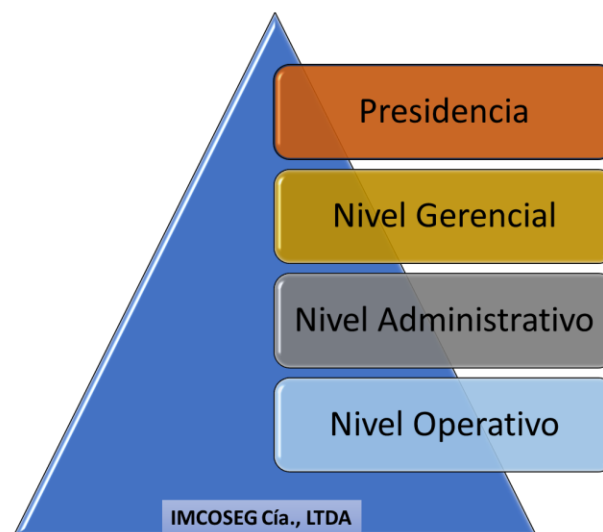 Presidencia
Nivel Gerencial
Nivel Administrativo
Nivel Operativo
IMCOSEG Cía., LTDA